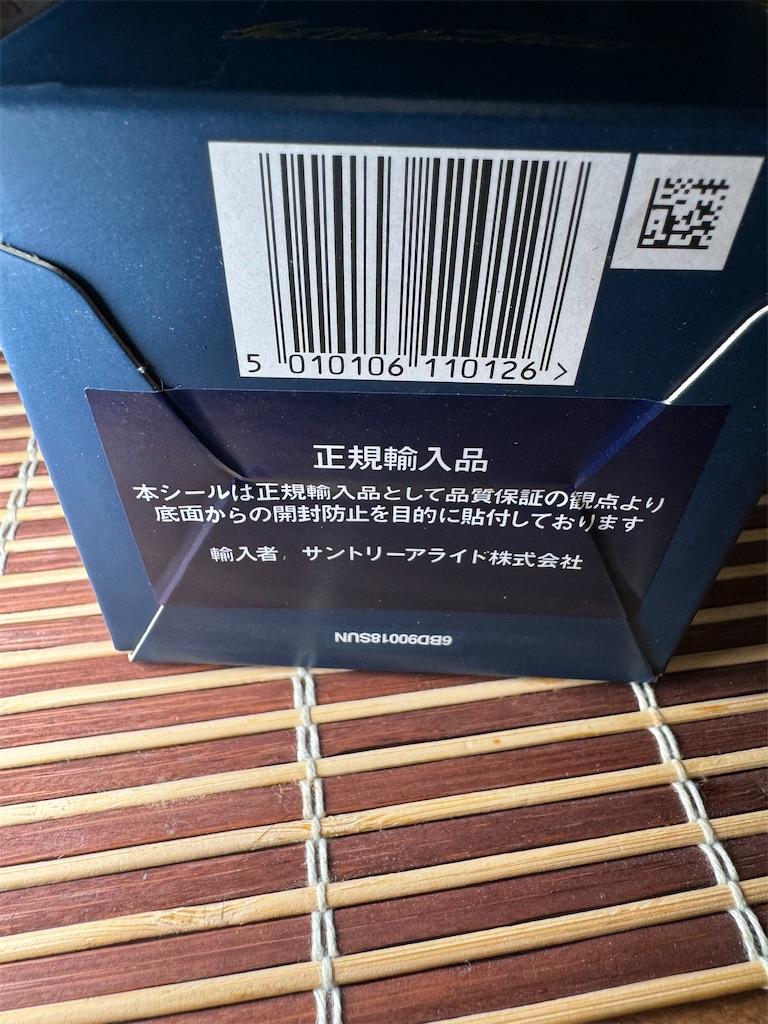 5 010106 110126 >
正規輸入品
本シールは正規輸入品として品質保証の観点より
底面からの開封防止を目的に貼付しております
輸入者 サントリーアライド株式会社
6BD90018SUN